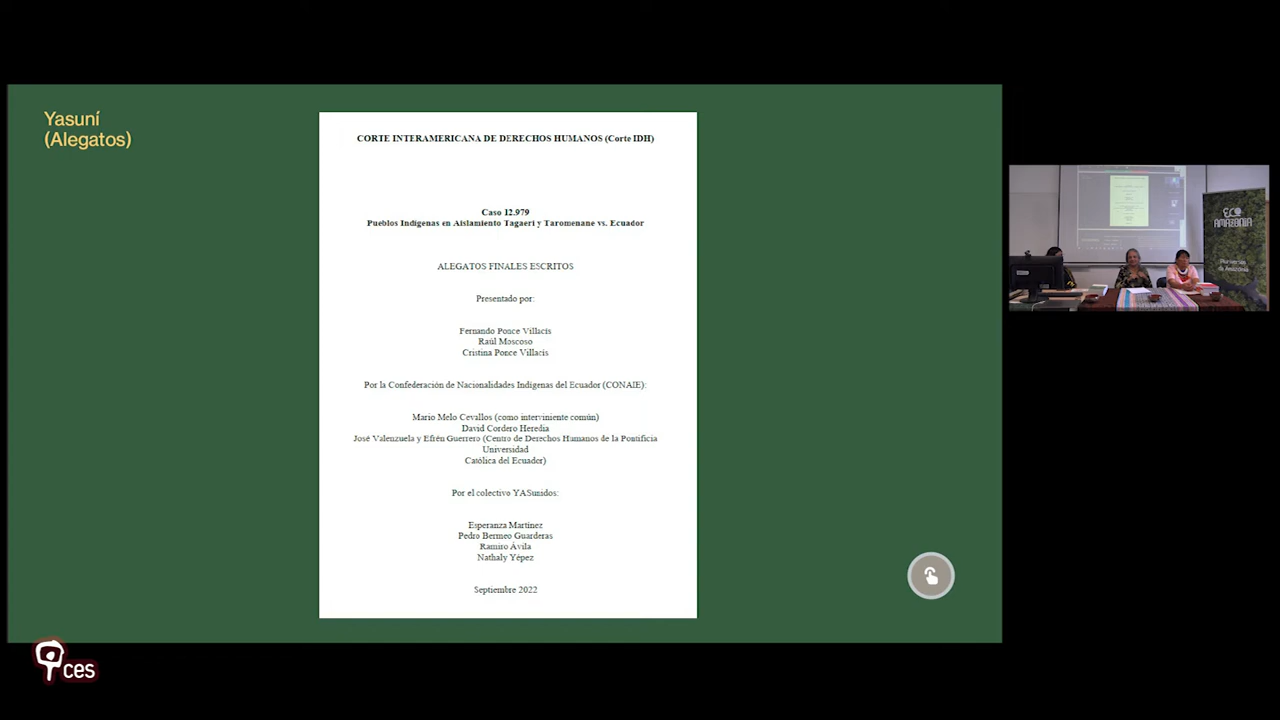 Yasuní
(Alegatos)
CORTE INTERAMERICANA DE DERECHOS HUMANOS (Corte IDH)
Caso 12.979
Pueblos Indígenas en Aislamiento Tagaeri y Taromenane vs. Ecuador
ALEGATOS FINALES ESCRITOS
Presentado por:
Fernando Ponce Villacís
Raúl Moscoso
Cristina Ponce Villacís
Por la Confederación de Nacionalidades Indígenas del Ecuador (CONAIE):
Mario Melo Cevallos (como interviniente común)
David Cordero Heredia
José Valenzuela y Efrén Guerrero (Centro de Derechos Humanos de la Pontificia
Universidad
Católica del Ecuador)
Por el colectivo YASunidos:
Esperanza Martínez
Pedro Bermeo Guarderas
Ramiro Ávila
Nathaly Yépez
Septiembre 2022
ECO
AMAZONIA
da Amazónia
ces